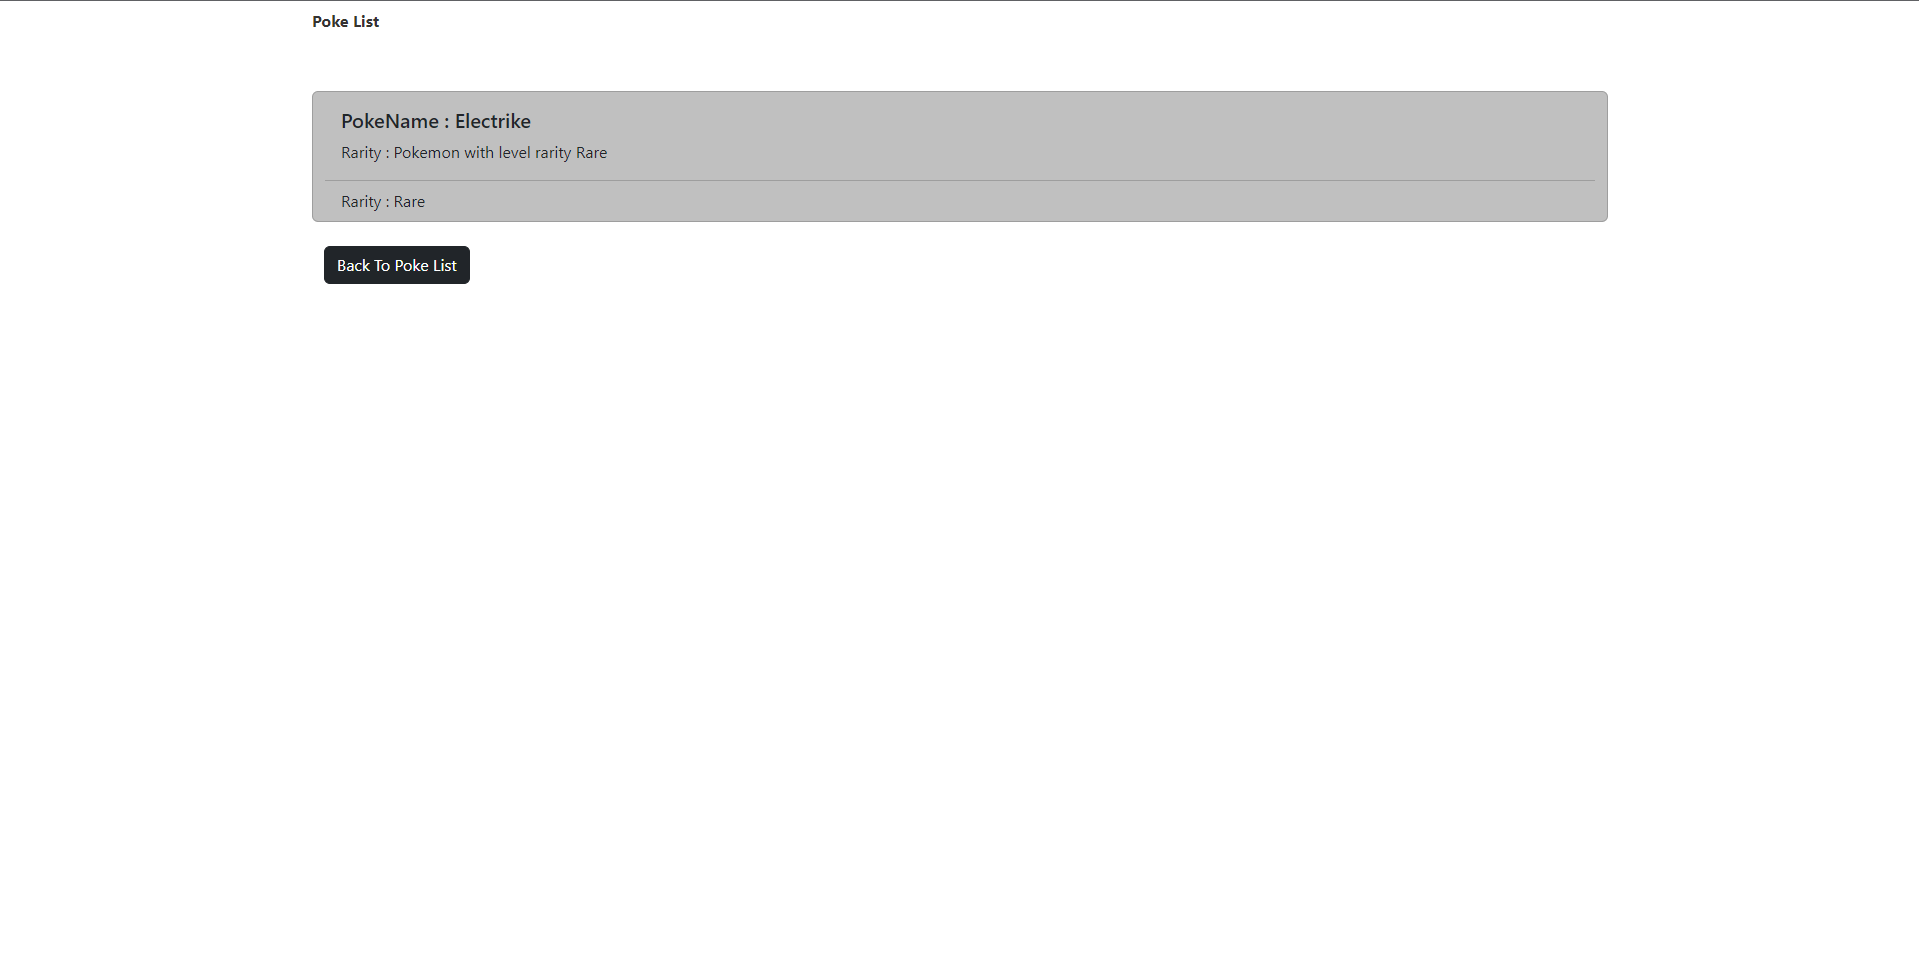 Poke List
PokeName : Electrike
Rarity : Pokemon with level rarity Rare
Rarity : Rare
Back To Poke List